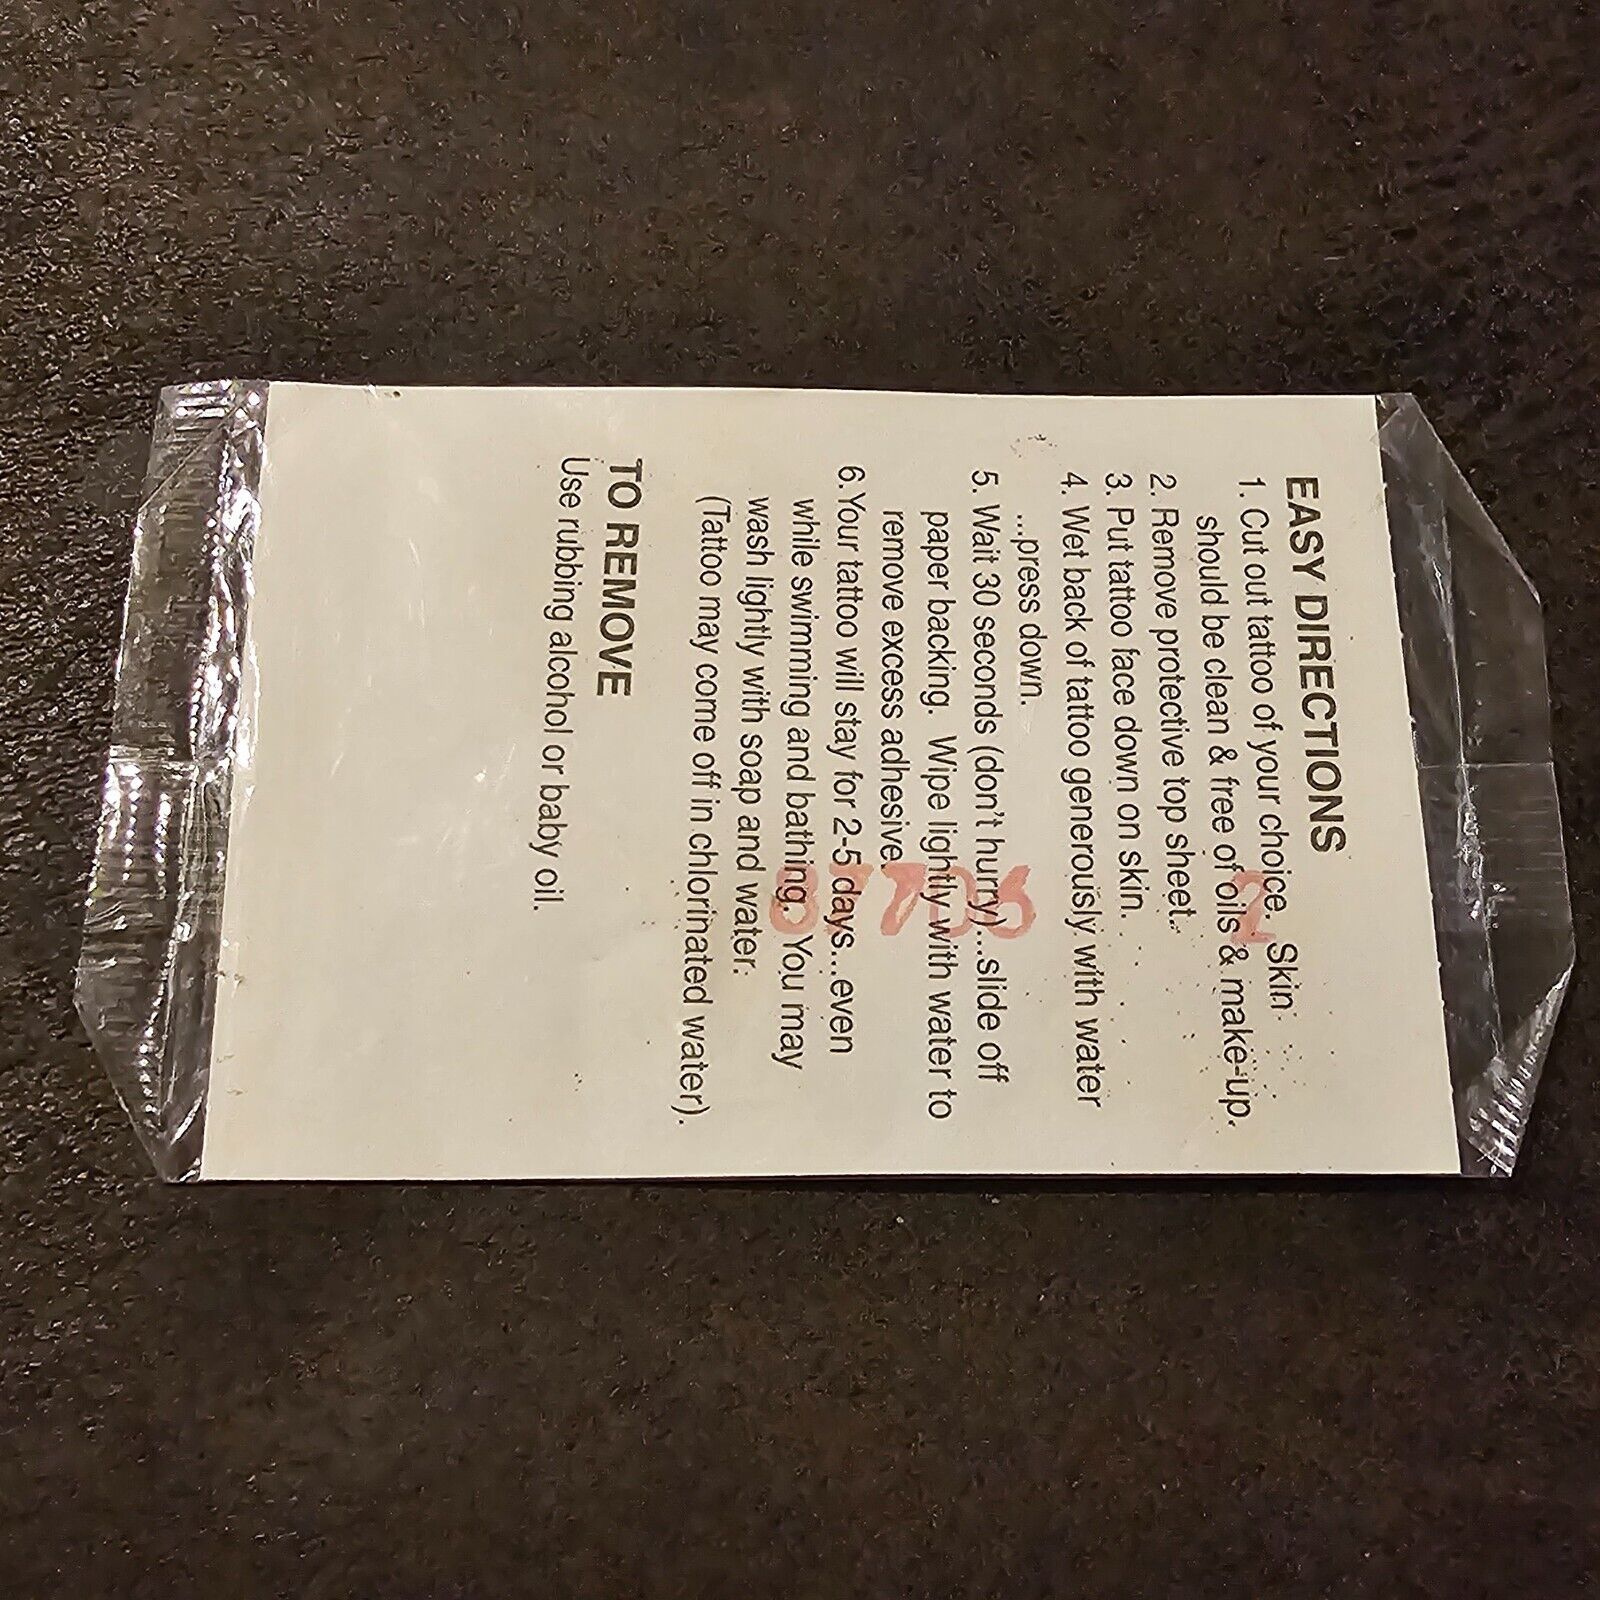 EASY DIRECTIONS
1. Cut out tattoo of your choice. Skin
should be clean & free of oils & make-up.
2. Remove protective top sheet.
3. Put tattoo face down on skin.
4. Wet back of tattoo generously with water
...press down.
5. Wait 30 seconds (don't hurry)...slide off
paper backing. Wipe lightly with water to
remove excess adhesive.
6.Your tattoo will stay for 2-5 days...even
while swimming and bathing. You may
wash lightly with soap and water.
(Tattoo may come off in chlorinated water).
TO REMOVE
Use rubbing alcohol or baby oil.